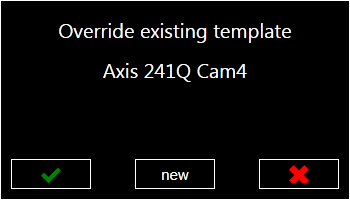 Override existing template
Axis 241Q Cam4
new